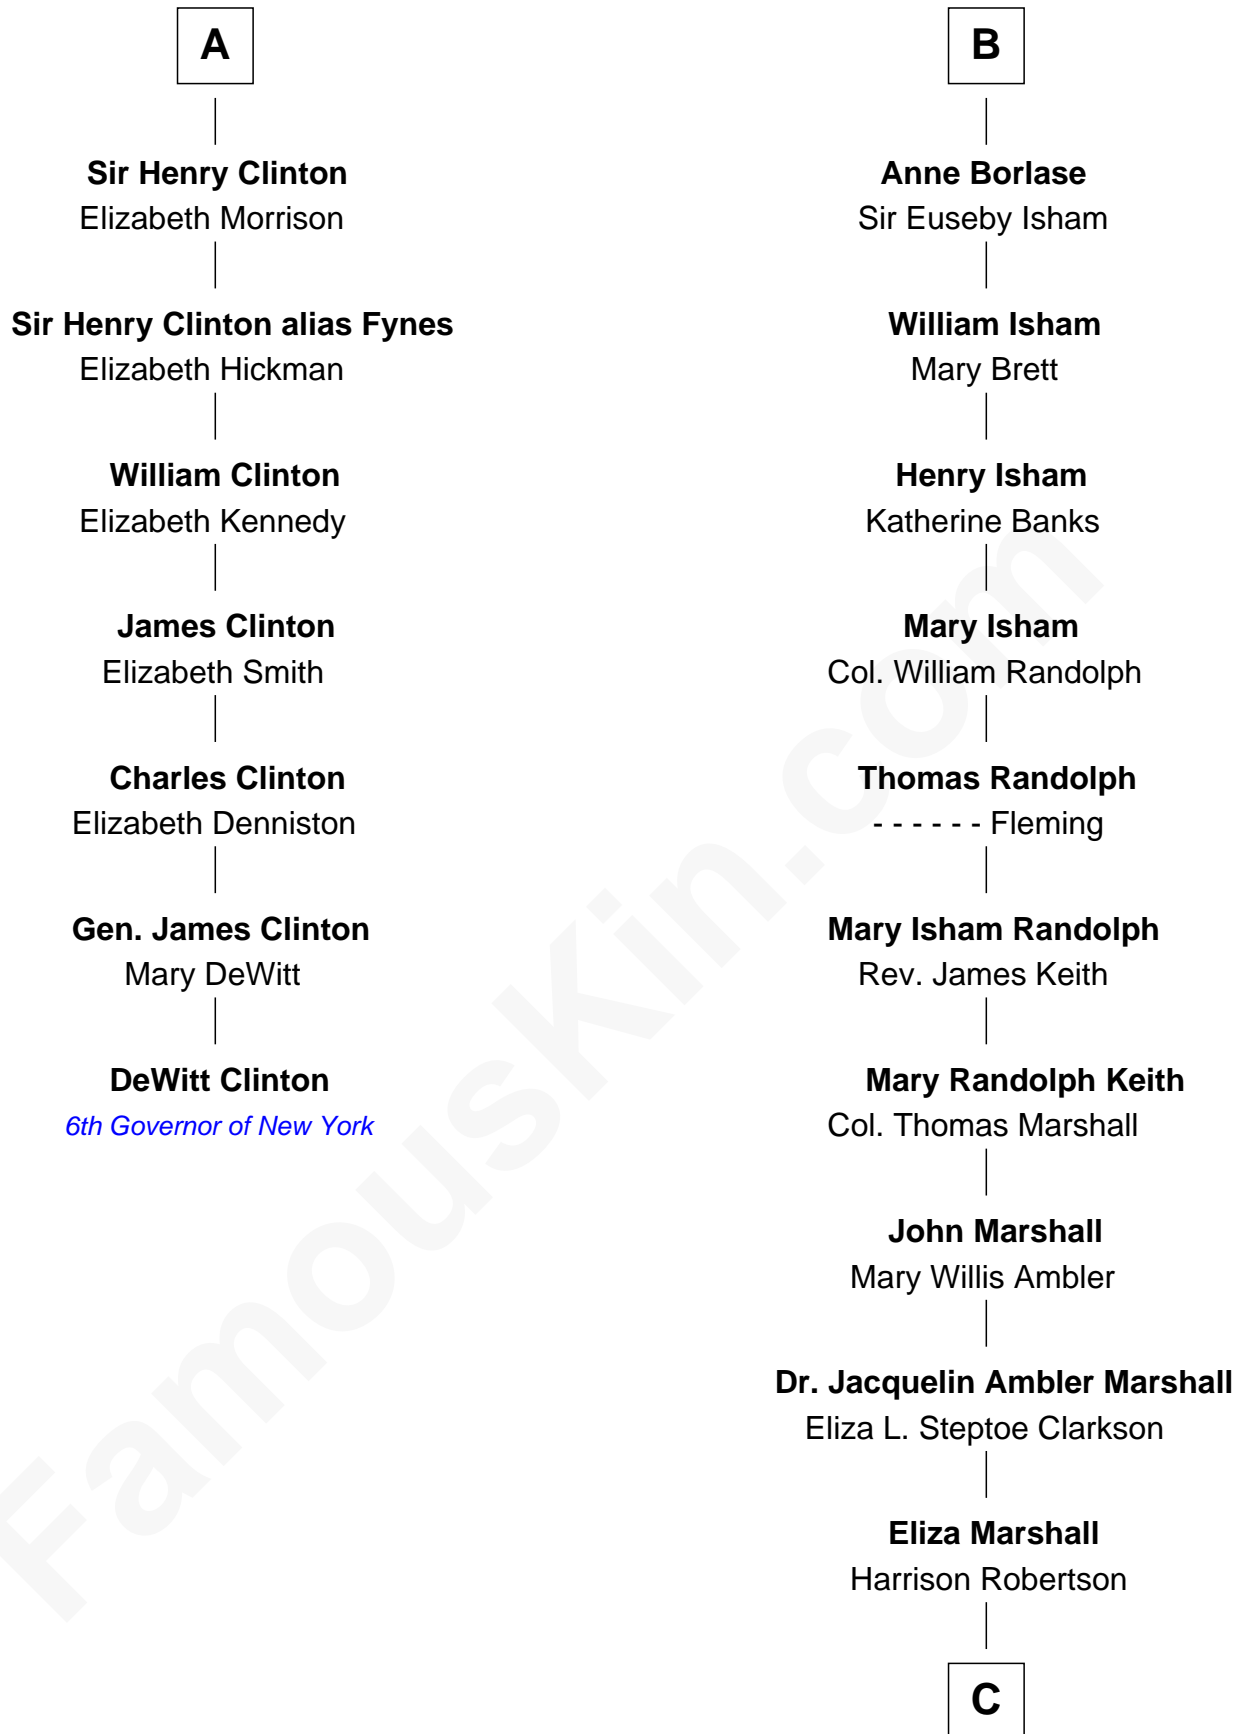 A
Sir Henry Clinton
Elizabeth Morrison
Sir Henry Clinton alias Fynes
Elizabeth Hickman
William Clinton
Elizabeth Kennedy
James Clinton
Elizabeth Smith
Charles Clinton
Elizabeth Denniston
Gen. James Clinton
Mary DeWitt
DeWitt Clinton
6th Governor of New York
B
Anne Borlase
Sir Euseby Isham
William Isham
Mary Brett
Henry Isham
Katherine Banks
Mary Isham
Col. William Randolph
Thomas Randolph
- - - - - - Fleming
Mary Isham Randolph
Rev. James Keith
Mary Randolph Keith
Col. Thomas Marshall
John Marshall
Mary Willis Ambler
Dr. Jacquelin Ambler Marshall
Eliza L. Steptoe Clarkson
Eliza Marshall
Harrison Robertson
C
FamousKin.com